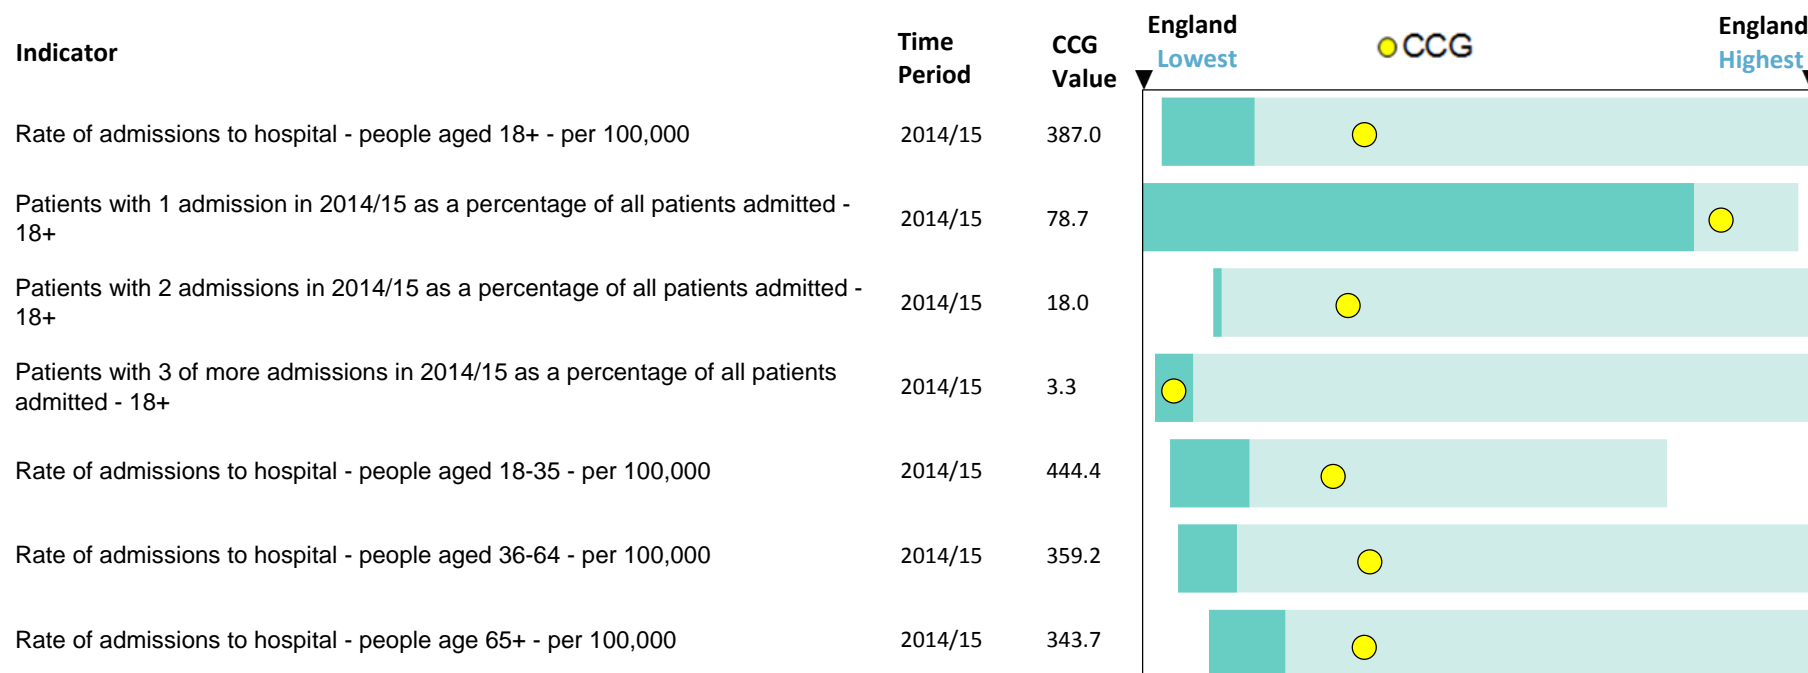 Indicator
Time
Period
CCG
Value
England
Lowest
CCG
England
Highest
Rate of admissions to hospital - people aged 18+ - per 100,000
2014/15
387.0
Patients with 1 admission in 2014/15 as a percentage of all patients admitted -
18+
2014/15
78.7
Patients with 2 admissions in 2014/15 as a percentage of all patients admitted -
18+
2014/15
18.0
Patients with 3 of more admissions in 2014/15 as a percentage of all patients
admitted - 18+
2014/15
3.3
Rate of admissions to hospital - people aged 18-35 - per 100,000
2014/15
444.4
Rate of admissions to hospital - people aged 36-64 - per 100,000
2014/15
359.2
Rate of admissions to hospital - people age 65+ - per 100,000
2014/15
343.7